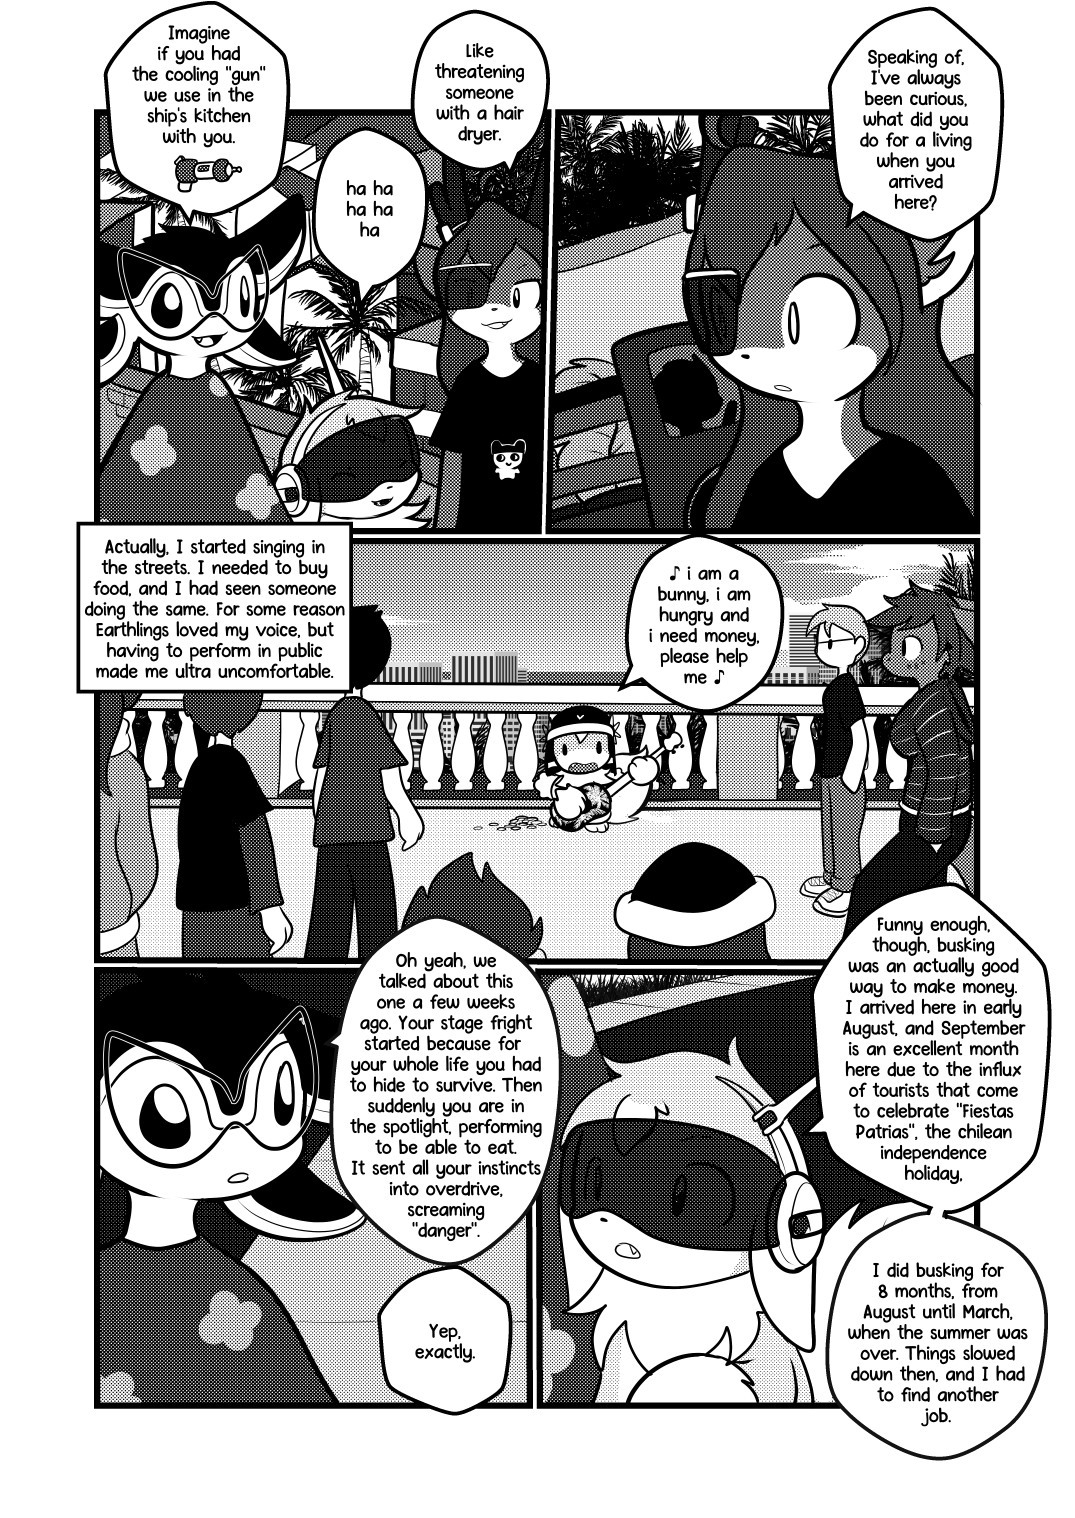 Imagine
if you had
the cooling "gun"
we use in the
ship's kitchen
with you.
Like
threatening
someone
with a hair
dryer.
ha ha
ha ha
ha
Speaking of,
I've always
been curious,
what did you
do for a living
when you
arrived
here?
Actually, I started singing in
the streets. I needed to buy
food, and I had seen someone
doing the same. For some reason
Earthlings loved my voice, but
having to perform in public
made me ultra uncomfortable.
♪ i am a
bunny, i am
hungry and
i need money,
please help
me ♪
Oh yeah, we
talked about this
one a few weeks
ago. Your stage fright
started because for
your whole life you had
to hide to survive. Then
suddenly you are in
the spotlight, performing
to be able to eat.
It sent all your instincts
into overdrive,
screaming
"danger".
Yep,
exactly.
Funny enough,
though, busking
was an actually good
way to make money.
I arrived here in early
August, and September
is an excellent month
here due to the influx
of tourists that come
to celebrate "Fiestas
Patrias", the chilean
independence
holiday,
I did busking for
8 months, from
August until March,
when the summer was
over. Things slowed
down then, and I had
to find another
job.